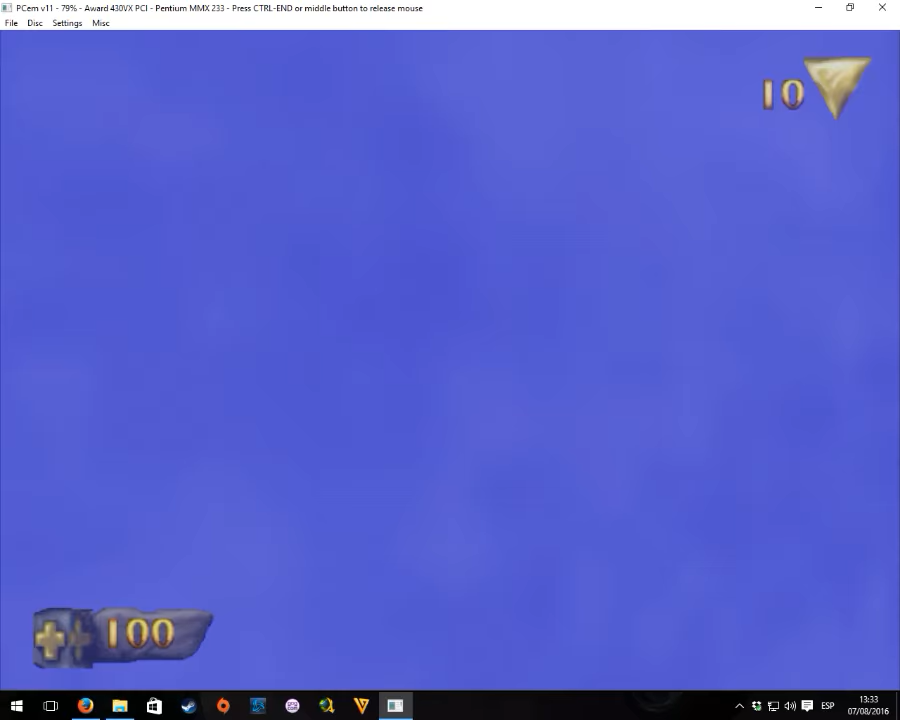 PCem v11 - 79% - Award 430VX PCI - Pentium MMX 233 - Press CTRL-END or middle button to release mouse
File Disc Settings Misc
10
100
ESP
13:33
07/08/2016